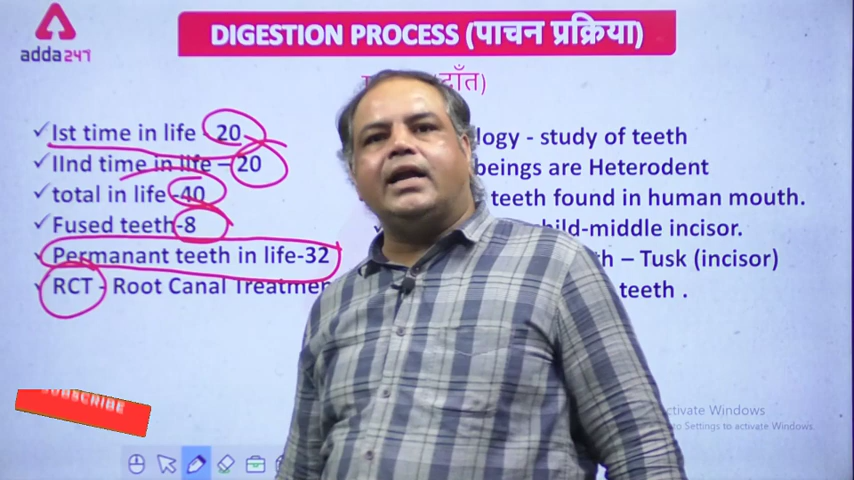 adda247
DIGESTION PROCESS (पाचन प्रक्रिया)
दाँत)
✓Ist time in life - 20
✓IInd time in life – 20
✓total in life -40
✓Fused teeth-8
Permanant teeth in life-32
RCT - Root Canal Treatmen
logy - study of teeth
beings are Heterodent
teeth found in human mouth.
hild-middle incisor.
th – Tusk (incisor)
teeth .
SUBSCRIBE
ctivate Windows
to Settings to activate Windows.